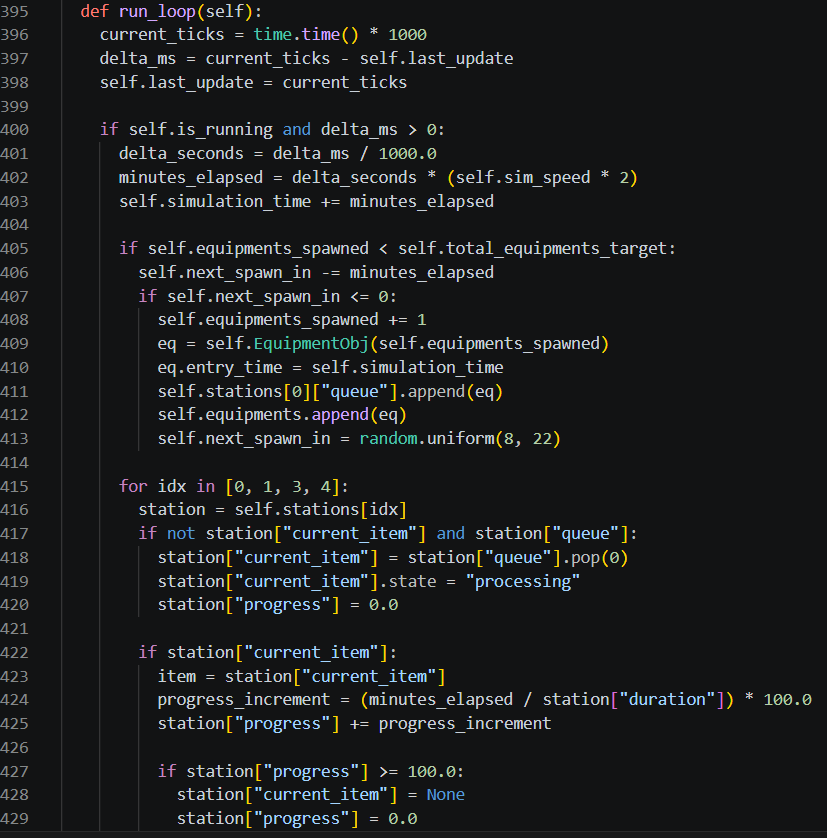 395 def run_loop(self):
396 current_ticks = time.time() * 1000
397 delta_ms = current_ticks - self.last_update
398 self.last_update = current_ticks
399
400 if self.is_running and delta_ms > 0:
401 delta_seconds = delta_ms / 1000.0
402 minutes_elapsed = delta_seconds * (self.sim_speed * 2)
403 self.simulation_time += minutes_elapsed
404
405 if self.equipments_spawned < self.total_equipments_target:
406 self.next_spawn_in -= minutes_elapsed
407 if self.next_spawn_in <= 0:
408 self.equipments_spawned += 1
409 eq = self.EquipmentObj(self.equipments_spawned)
410 eq.entry_time = self.simulation_time
411 self.stations[0]["queue"].append(eq)
412 self.equipments.append(eq)
413 self.next_spawn_in = random.uniform(8, 22)
414
415 for idx in [0, 1, 3, 4]:
416 station = self.stations[idx]
417 if not station["current_item"] and station["queue"]:
418 station["current_item"] = station["queue"].pop(0)
419 station["current_item"].state = "processing"
420 station["progress"] = 0.0
421
422 if station["current_item"]:
423 item = station["current_item"]
424 progress_increment = (minutes_elapsed / station["duration"]) * 100.0
425 station["progress"] += progress_increment
426
427 if station["progress"] >= 100.0:
428 station["current_item"] = None
429 station["progress"] = 0.0